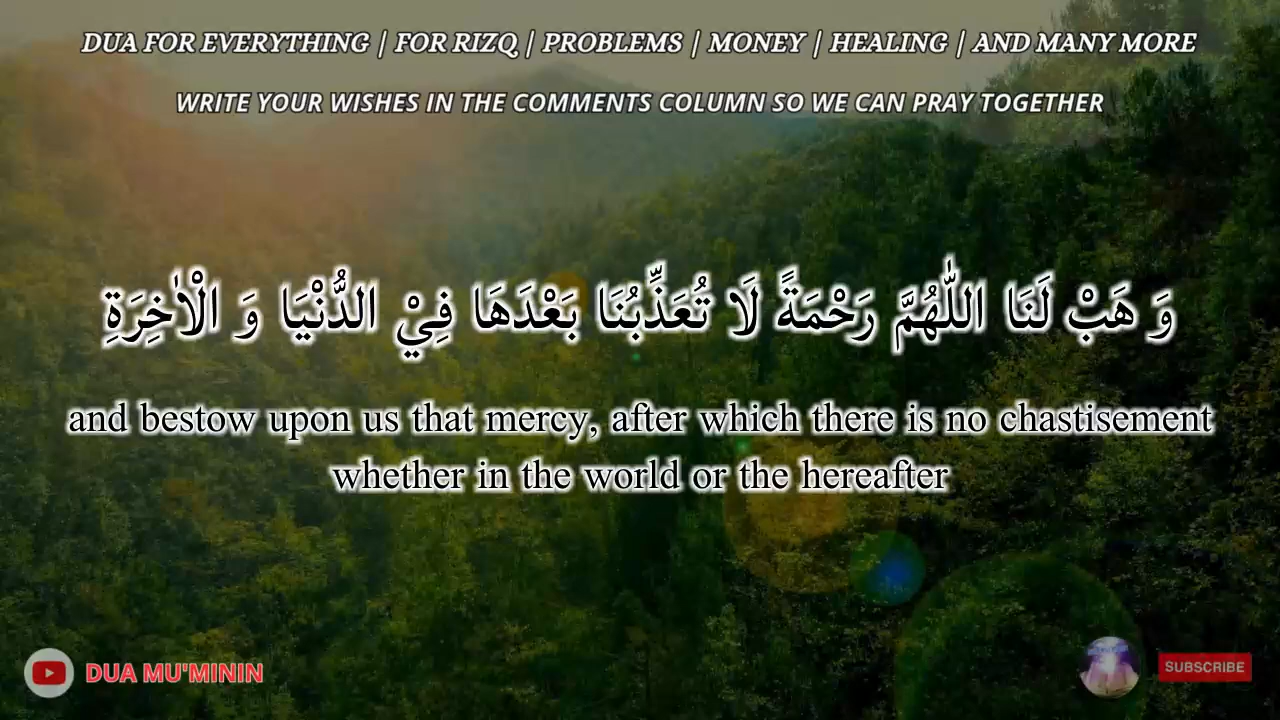 DUA FOR EVERYTHING | FOR RIZQ | PROBLEMS | MONEY | HEALING | AND MANY MORE
WRITE YOUR WISHES IN THE COMMENTS COLUMN SO WE CAN PRAY TOGETHER
وَ هَبْ لَنَا اللّٰهُمَّ رَحْمَةً لَا تُعَذِّبُنَا بَعْدَهَا فِيْ الدُّنْيَا وَ الْاٰخِرَةِ
and bestow upon us that mercy, after which there is no chastisement
whether in the world or the hereafter
DUA MU'MININ
SUBSCRIBE